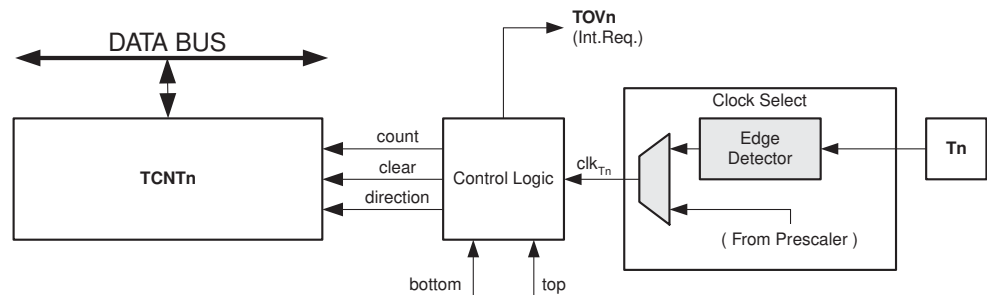 TOVn
(Int.Req.)
DATA BUS
Clock Select
count
Edge
Detector
Tn
TCNTn
clear
Control Logic
clkTn
direction
( From Prescaler )
bottom
top